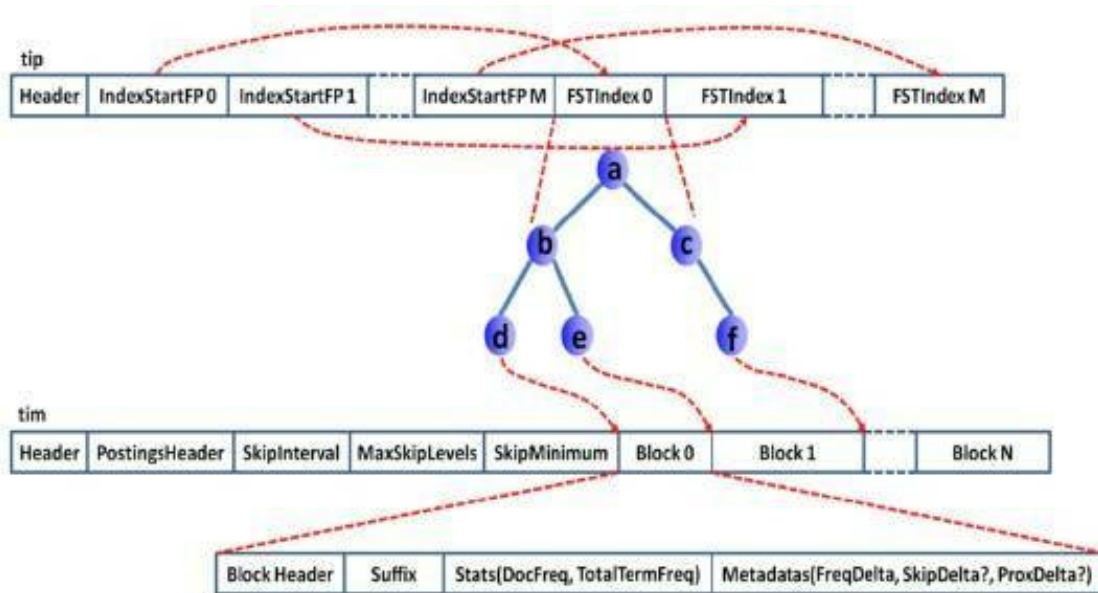 tip
Header IndexStartFP 0 IndexStartFP 1 IndexStartFP M FSTIndex 0 FSTIndex 1 FSTIndex M
a
b c
d e f
tim
Header PostingsHeader SkipInterval MaxSkipLevels SkipMinimum Block 0 Block 1 Block N
Block Header Suffix Stats(DocFreq, TotalTermFreq) Metadatas(FreqDelta, SkipDelta?, ProxDelta?)